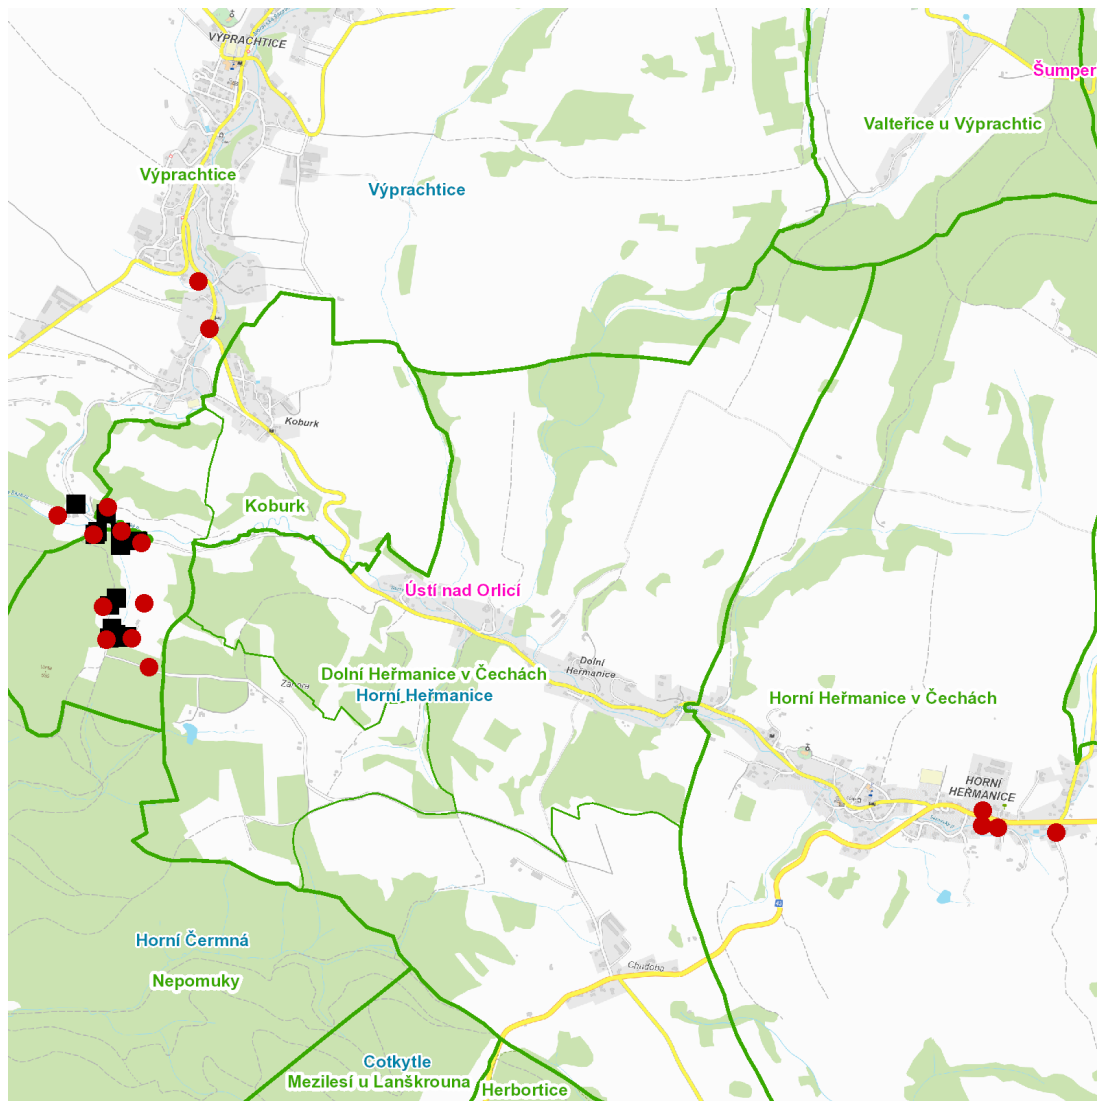 VÝPRACHTICE
Šumper
Valteřice u Výprachtic
Výprachtice
Výprachtice
Koburk
Koburk
Ústí nad Orlicí
Dolní
Heřmanice
Dolní Heřmanice v Čechách
Horní Heřmanice
Horní Heřmanice v Čechách
HORNÍ
HEŘMANICE
Horní Čermná
Chudoba
Nepomuky
Cotkytle
Mezilesí u Lanškrouna
Herbortice